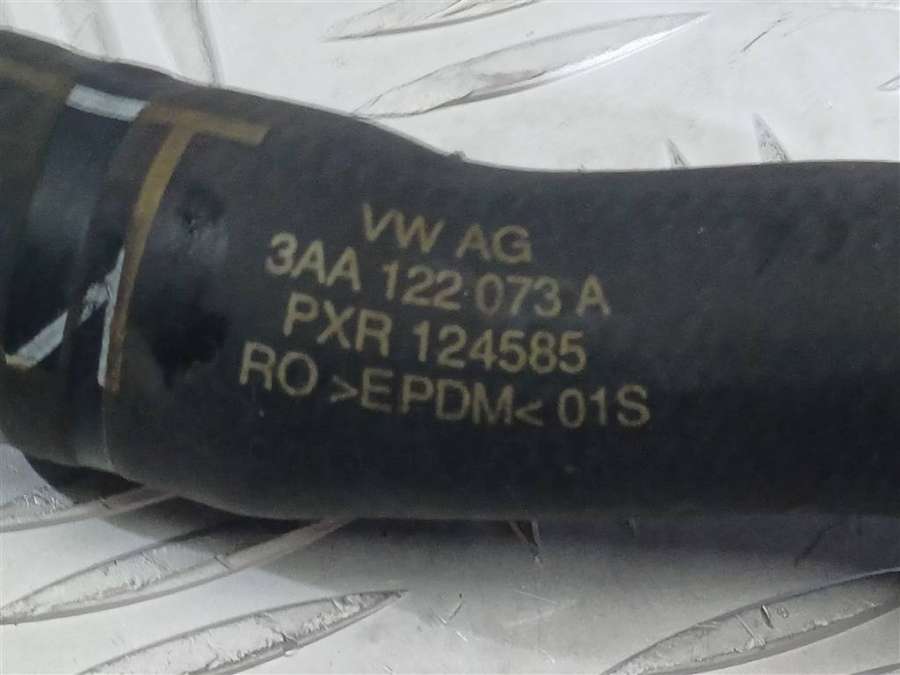 VW AG
3AA 122 073 A
PXR 124585
RO >EPDM< 01S